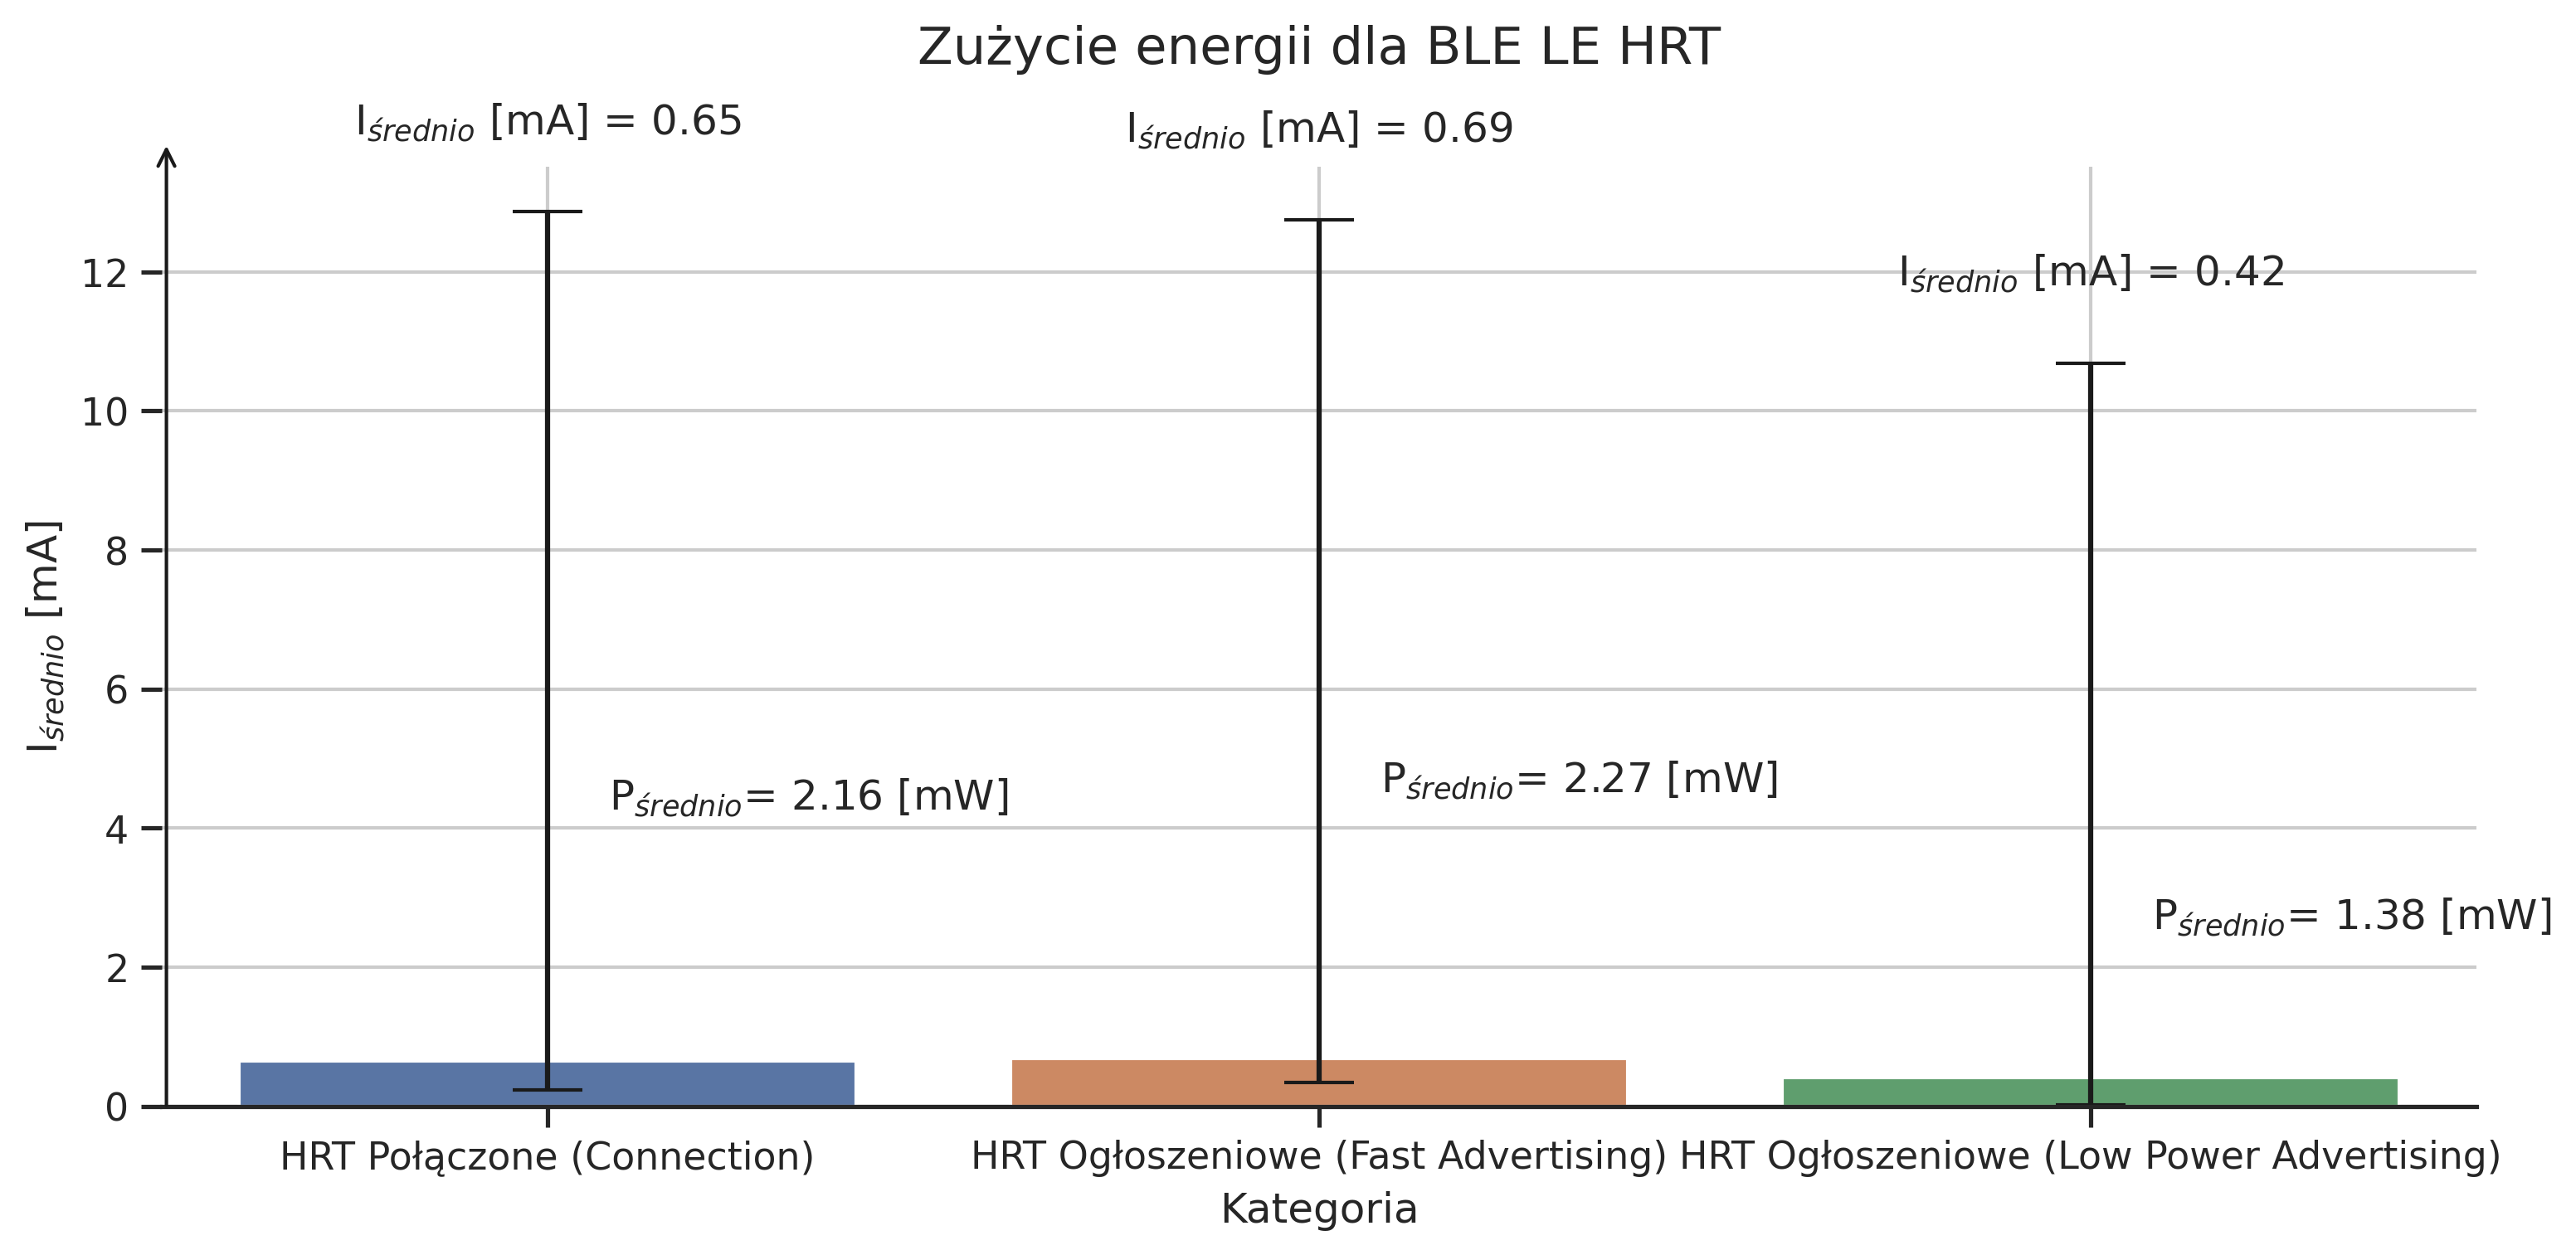 Zużycie energii dla BLE LE HRT
Iśrednio [mA] = 0.65
Iśrednio [mA] = 0.69
Iśrednio [mA] = 0.42
Pśrednio= 2.16 [mW]
Pśrednio= 2.27 [mW]
Pśrednio= 1.38 [mW]
Iśrednio [mA]
12
10
8
6
4
2
0
HRT Połączone (Connection)
HRT Ogłoszeniowe (Fast Advertising)
HRT Ogłoszeniowe (Low Power Advertising)
Kategoria